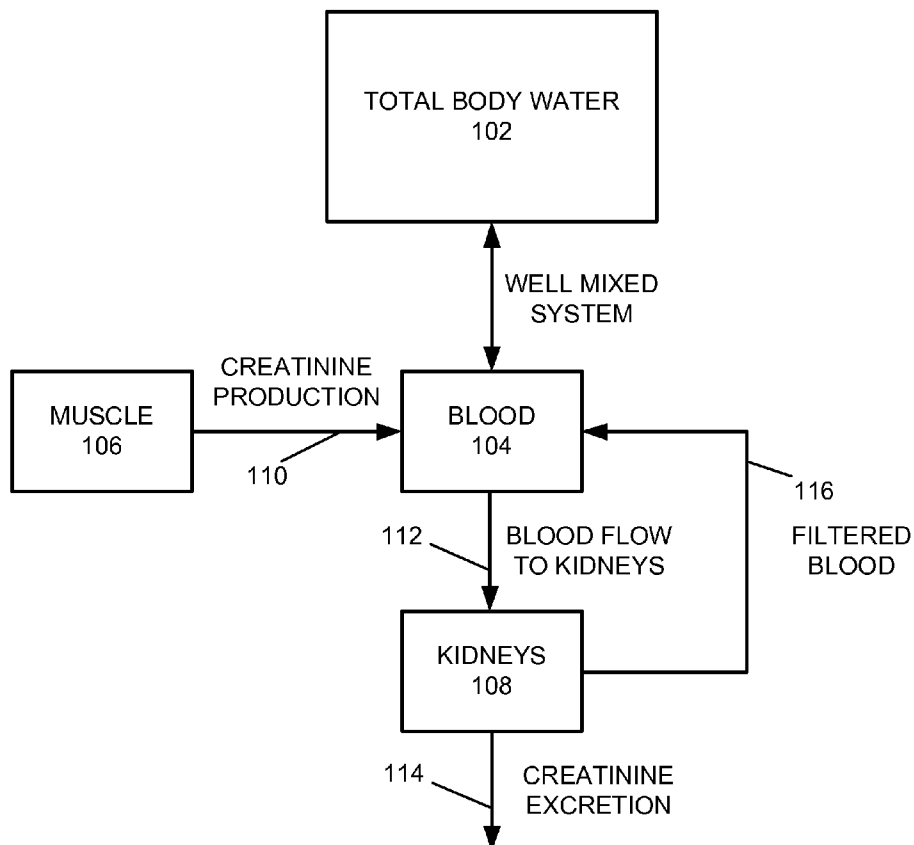 TOTAL BODY WATER
102
WELL MIXED
SYSTEM
CREATININE
PRODUCTION
MUSCLE
106
110
BLOOD
104
116
FILTERED
BLOOD
112
BLOOD FLOW
TO KIDNEYS
KIDNEYS
108
114
CREATININE
EXCRETION